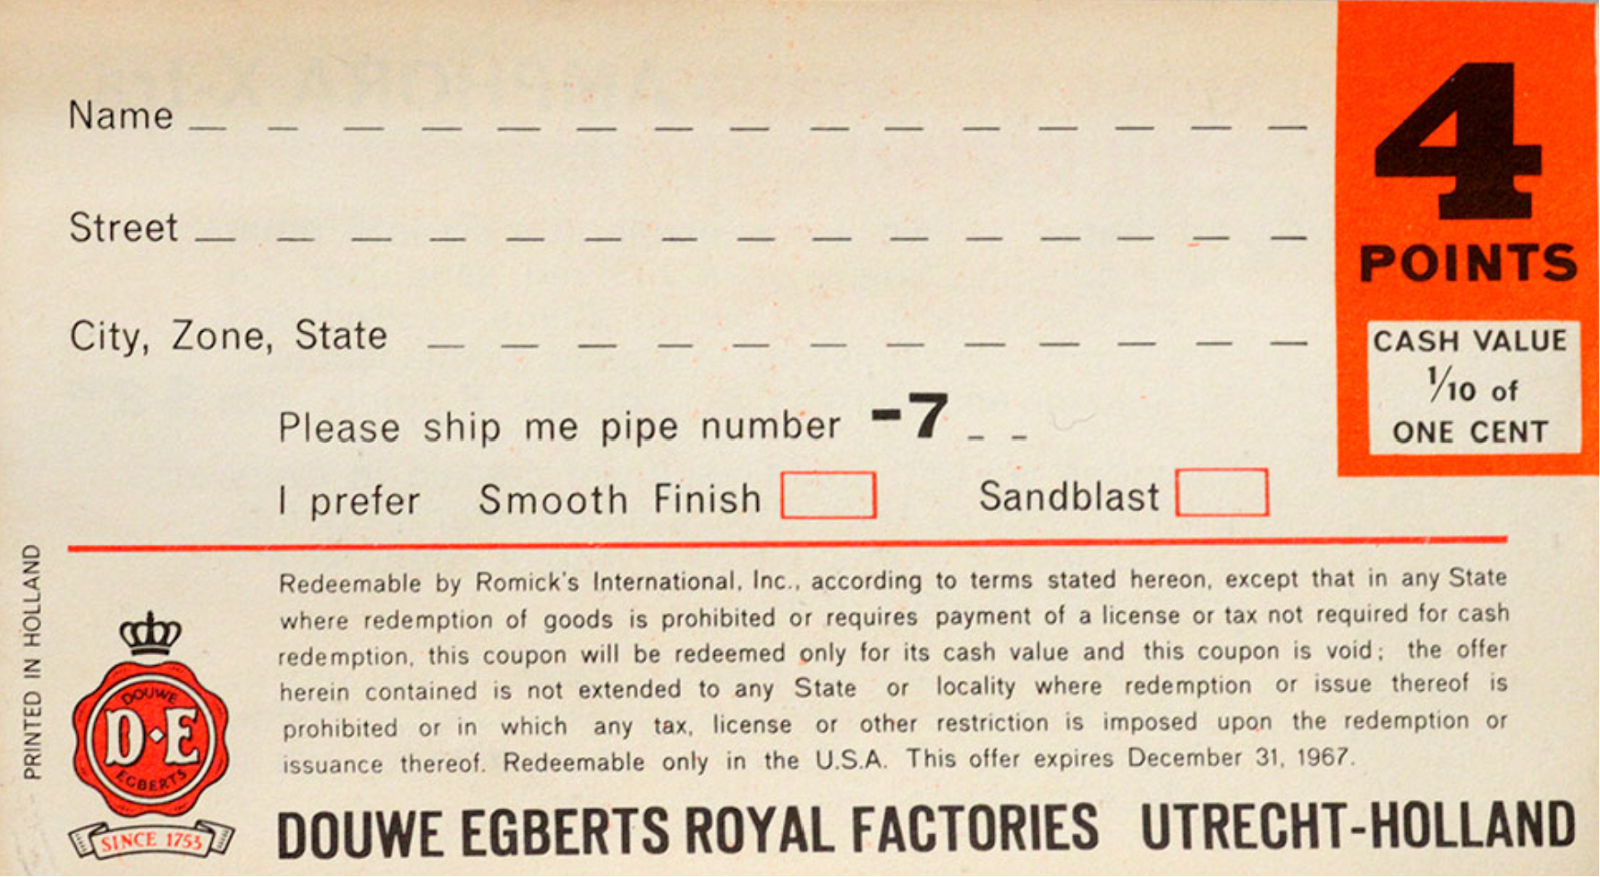 Name _ _ _ _ _ _ _ _ _ _ _ _ _ _ _
Street _ _ _ _ _ _ _ _ _ _ _ _ _ _ _
City, Zone, State _ _ _ _ _ _ _ _ _ _ _ _
Please ship me pipe number -7 _ _
I prefer Smooth Finish Sandblast
4
POINTS
CASH VALUE
1/10 of
ONE CENT
PRINTED IN HOLLAND
Redeemable by Romick's International, Inc., according to terms stated hereon, except that in any State
where redemption of goods is prohibited or requires payment of a license or tax not required for cash
redemption, this coupon will be redeemed only for its cash value and this coupon is void; the offer
herein contained is not extended to any State or locality where redemption or issue thereof is
prohibited or in which any tax, license or other restriction is imposed upon the redemption or
issuance thereof. Redeemable only in the U.S.A. This offer expires December 31, 1967.
DOUWE
D·E
EGBERTS
SINCE 1753
DOUWE EGBERTS ROYAL FACTORIES UTRECHT-HOLLAND